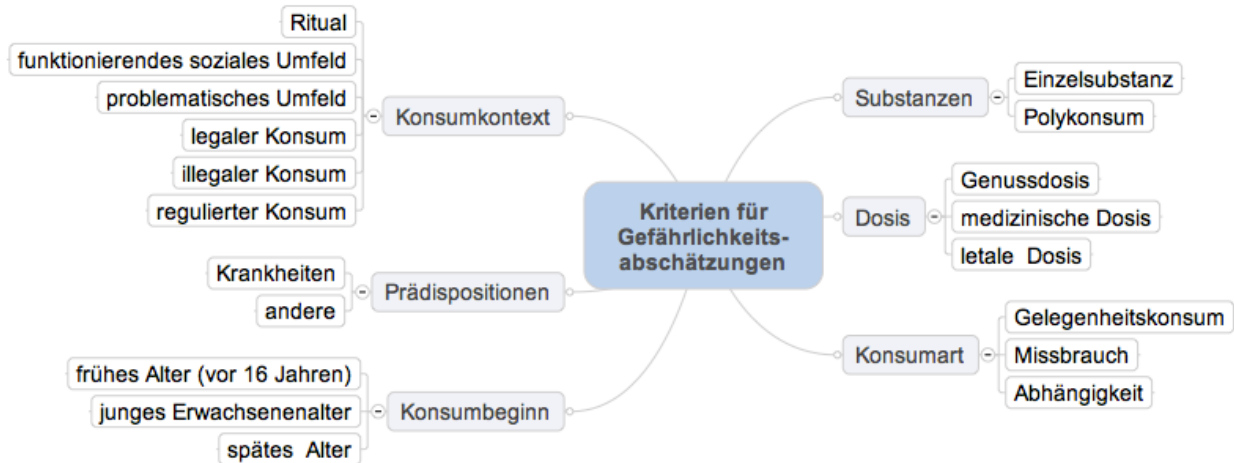 Kriterien für
Gefährlichkeits-
abschätzungen
Konsumkontext
Ritual
funktionierendes soziales Umfeld
problematisches Umfeld
legaler Konsum
illegaler Konsum
regulierter Konsum
Prädispositionen
Krankheiten
andere
Konsumbeginn
frühes Alter (vor 16 Jahren)
junges Erwachsenenalter
spätes Alter
Substanzen
Einzelsubstanz
Polykonsum
Dosis
Genussdosis
medizinische Dosis
letale Dosis
Konsumart
Gelegenheitskonsum
Missbrauch
Abhängigkeit